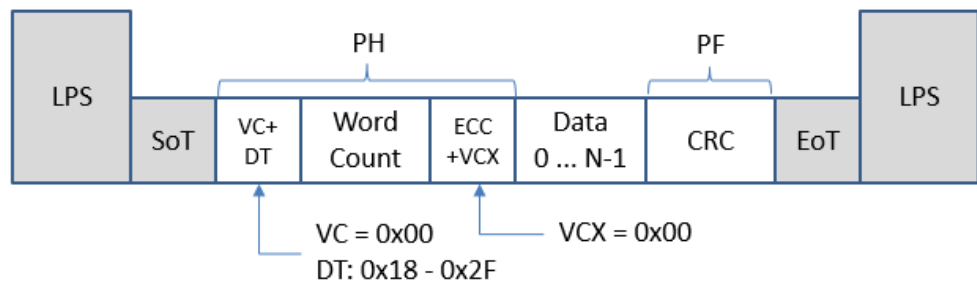 PH
PF
LPS
SoT
VC+
DT
Word
Count
ECC
+VCX
Data
0 ... N-1
CRC
EoT
LPS
VC = 0x00
DT: 0x18 - 0x2F
VCX = 0x00